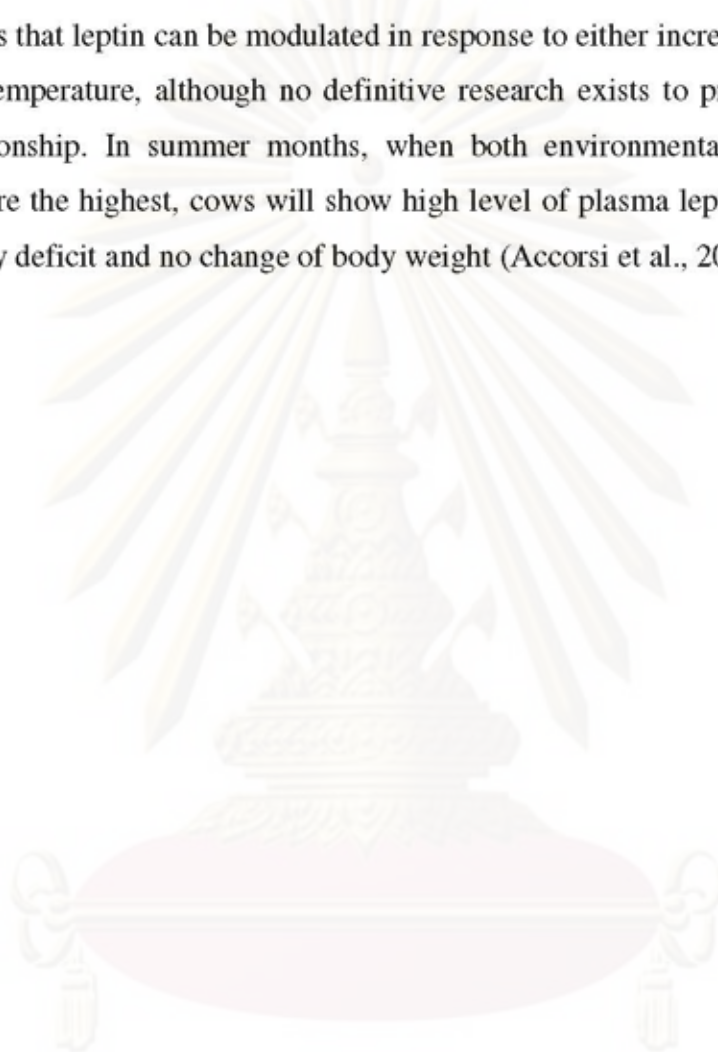 s that leptin can be modulated in response to either incre
emperature, although no definitive research exists to p
onship. In summer months, when both environmenta
re the highest, cows will show high level of plasma lep
y deficit and no change of body weight (Accorsi et al., 20